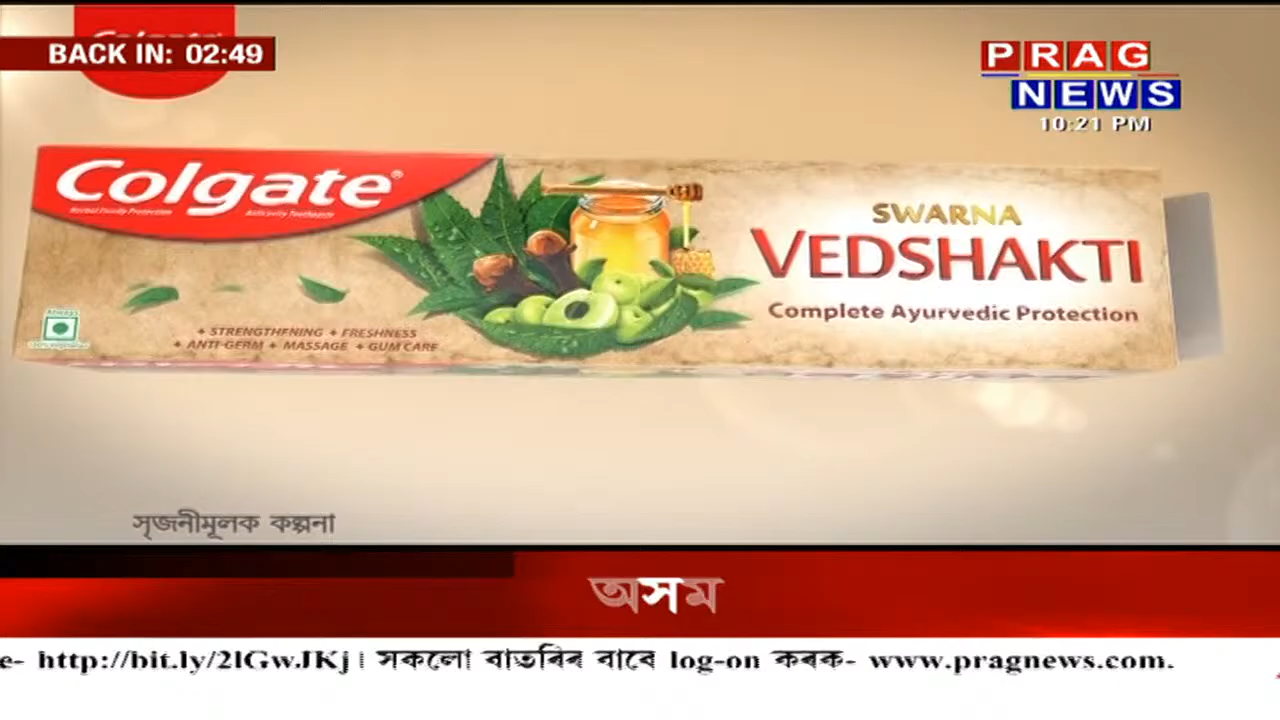 BACK IN: 02:49
PRAG
NEWS
10:21 PM
Colgate®
Anticavity Toothpaste
SWARNA
VEDSHAKTI
Complete Ayurvedic Protection
+ STRENGTHENING + FRESHNESS
+ ANTI-GERM + MASSAGE + GUM CARE
সৃজনীমূলক কল্পনা
অসম
e- http://bit.ly/2lGwJKj। সকলো বাতৰিৰ বাবে log-on কৰক- www.pragnews.com.